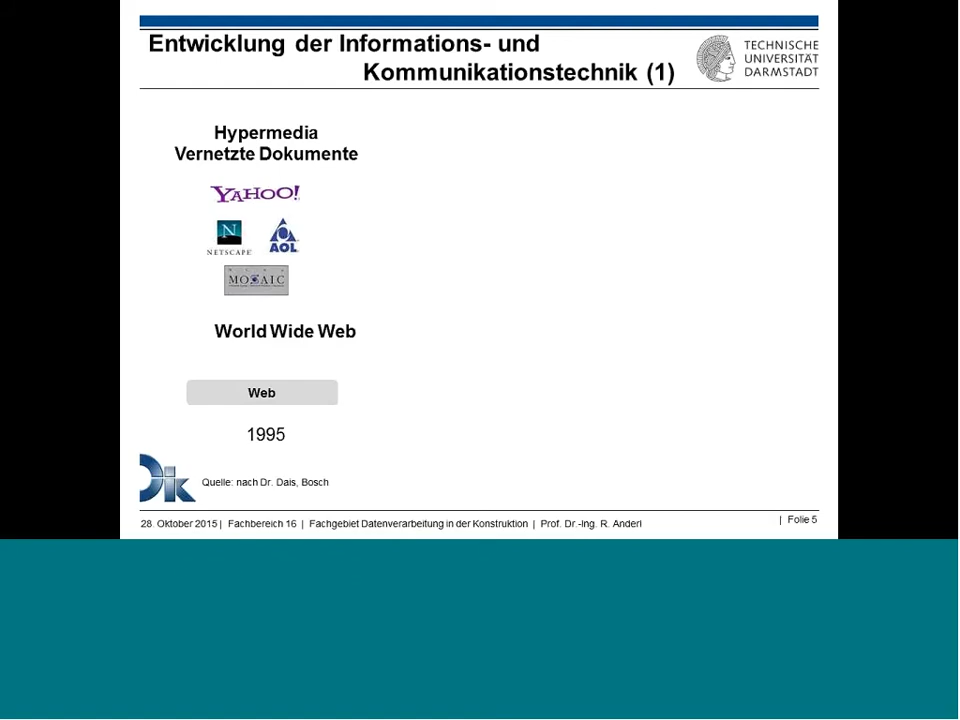 Entwicklung der Informations- und
Kommunikationstechnik (1)
TECHNISCHE
UNIVERSITÄT
DARMSTADT
Hypermedia
Vernetzte Dokumente
YAHOO!
N
NETSCAPE
AOL
MOSAIC
World Wide Web
Web
1995
dik
Quelle: nach Dr. Dais, Bosch
28. Oktober 2015 | Fachbereich 16 | Fachgebiet Datenverarbeitung in der Konstruktion | Prof. Dr.-Ing. R. Anderl
| Folie 5